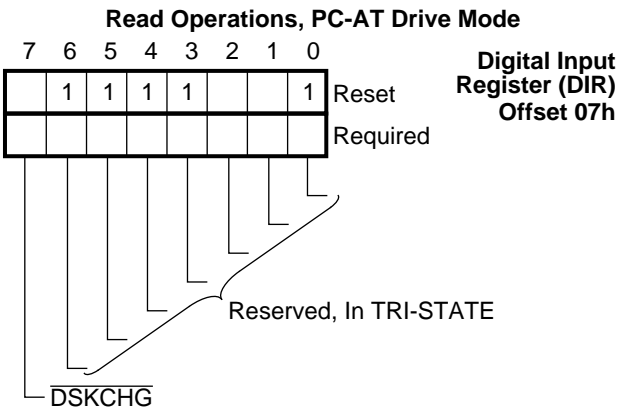 Read Operations, PC-AT Drive Mode
7 6 5 4 3 2 1 0
Digital Input
Register (DIR)
Offset 07h
1 1 1 1 1 Reset
Required
Reserved, In TRI-STATE
DSKCHG